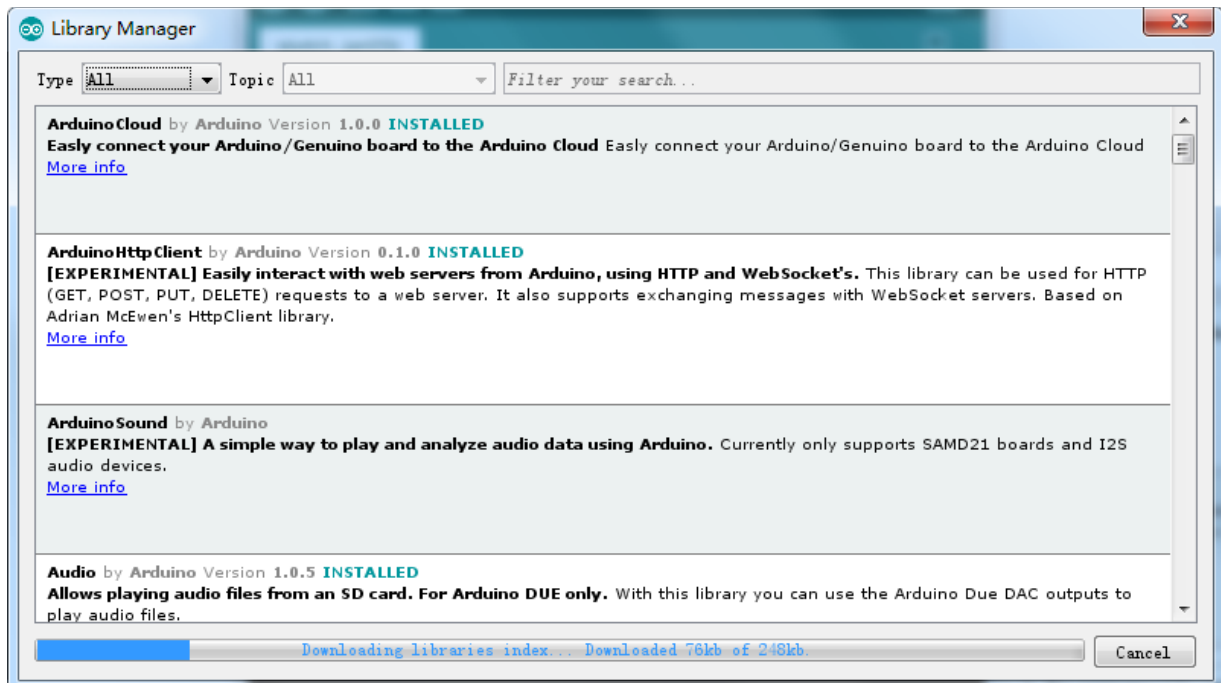 Library Manager
Type All Topic All Filter your search...
ArduinoCloud by Arduino Version 1.0.0 INSTALLED
Easly connect your Arduino/Genuino board to the Arduino Cloud Easly connect your Arduino/Genuino board to the Arduino Cloud
More info
ArduinoHttpClient by Arduino Version 0.1.0 INSTALLED
[EXPERIMENTAL] Easily interact with web servers from Arduino, using HTTP and WebSocket's. This library can be used for HTTP
(GET, POST, PUT, DELETE) requests to a web server. It also supports exchanging messages with WebSocket servers. Based on
Adrian McEwen's HttpClient library.
More info
ArduinoSound by Arduino
[EXPERIMENTAL] A simple way to play and analyze audio data using Arduino. Currently only supports SAMD21 boards and I2S
audio devices.
More info
Audio by Arduino Version 1.0.5 INSTALLED
Allows playing audio files from an SD card. For Arduino DUE only. With this library you can use the Arduino Due DAC outputs to
play audio files.
Downloading libraries index... Downloaded 76kb of 248kb.
Cancel